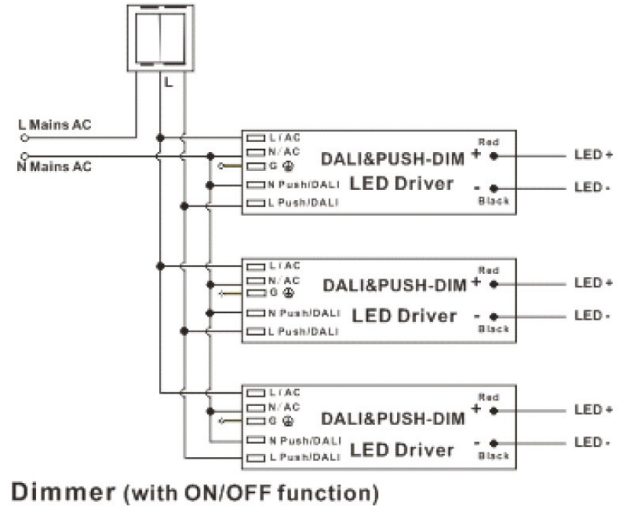 L
L Mains AC
N Mains AC
L/AC
N/AC
G
N Push/DALI
L Push/DALI
DALI&PUSH-DIM
LED Driver
Red
+
-
Black
LED+
LED-
L/AC
N/AC
G
N Push/DALI
L Push/DALI
DALI&PUSH-DIM
LED Driver
Red
+
-
Black
LED+
LED-
L/AC
N/AC
G
N Push/DALI
L Push/DALI
DALI&PUSH-DIM
LED Driver
Red
+
-
Black
LED+
LED-
Dimmer (with ON/OFF function)